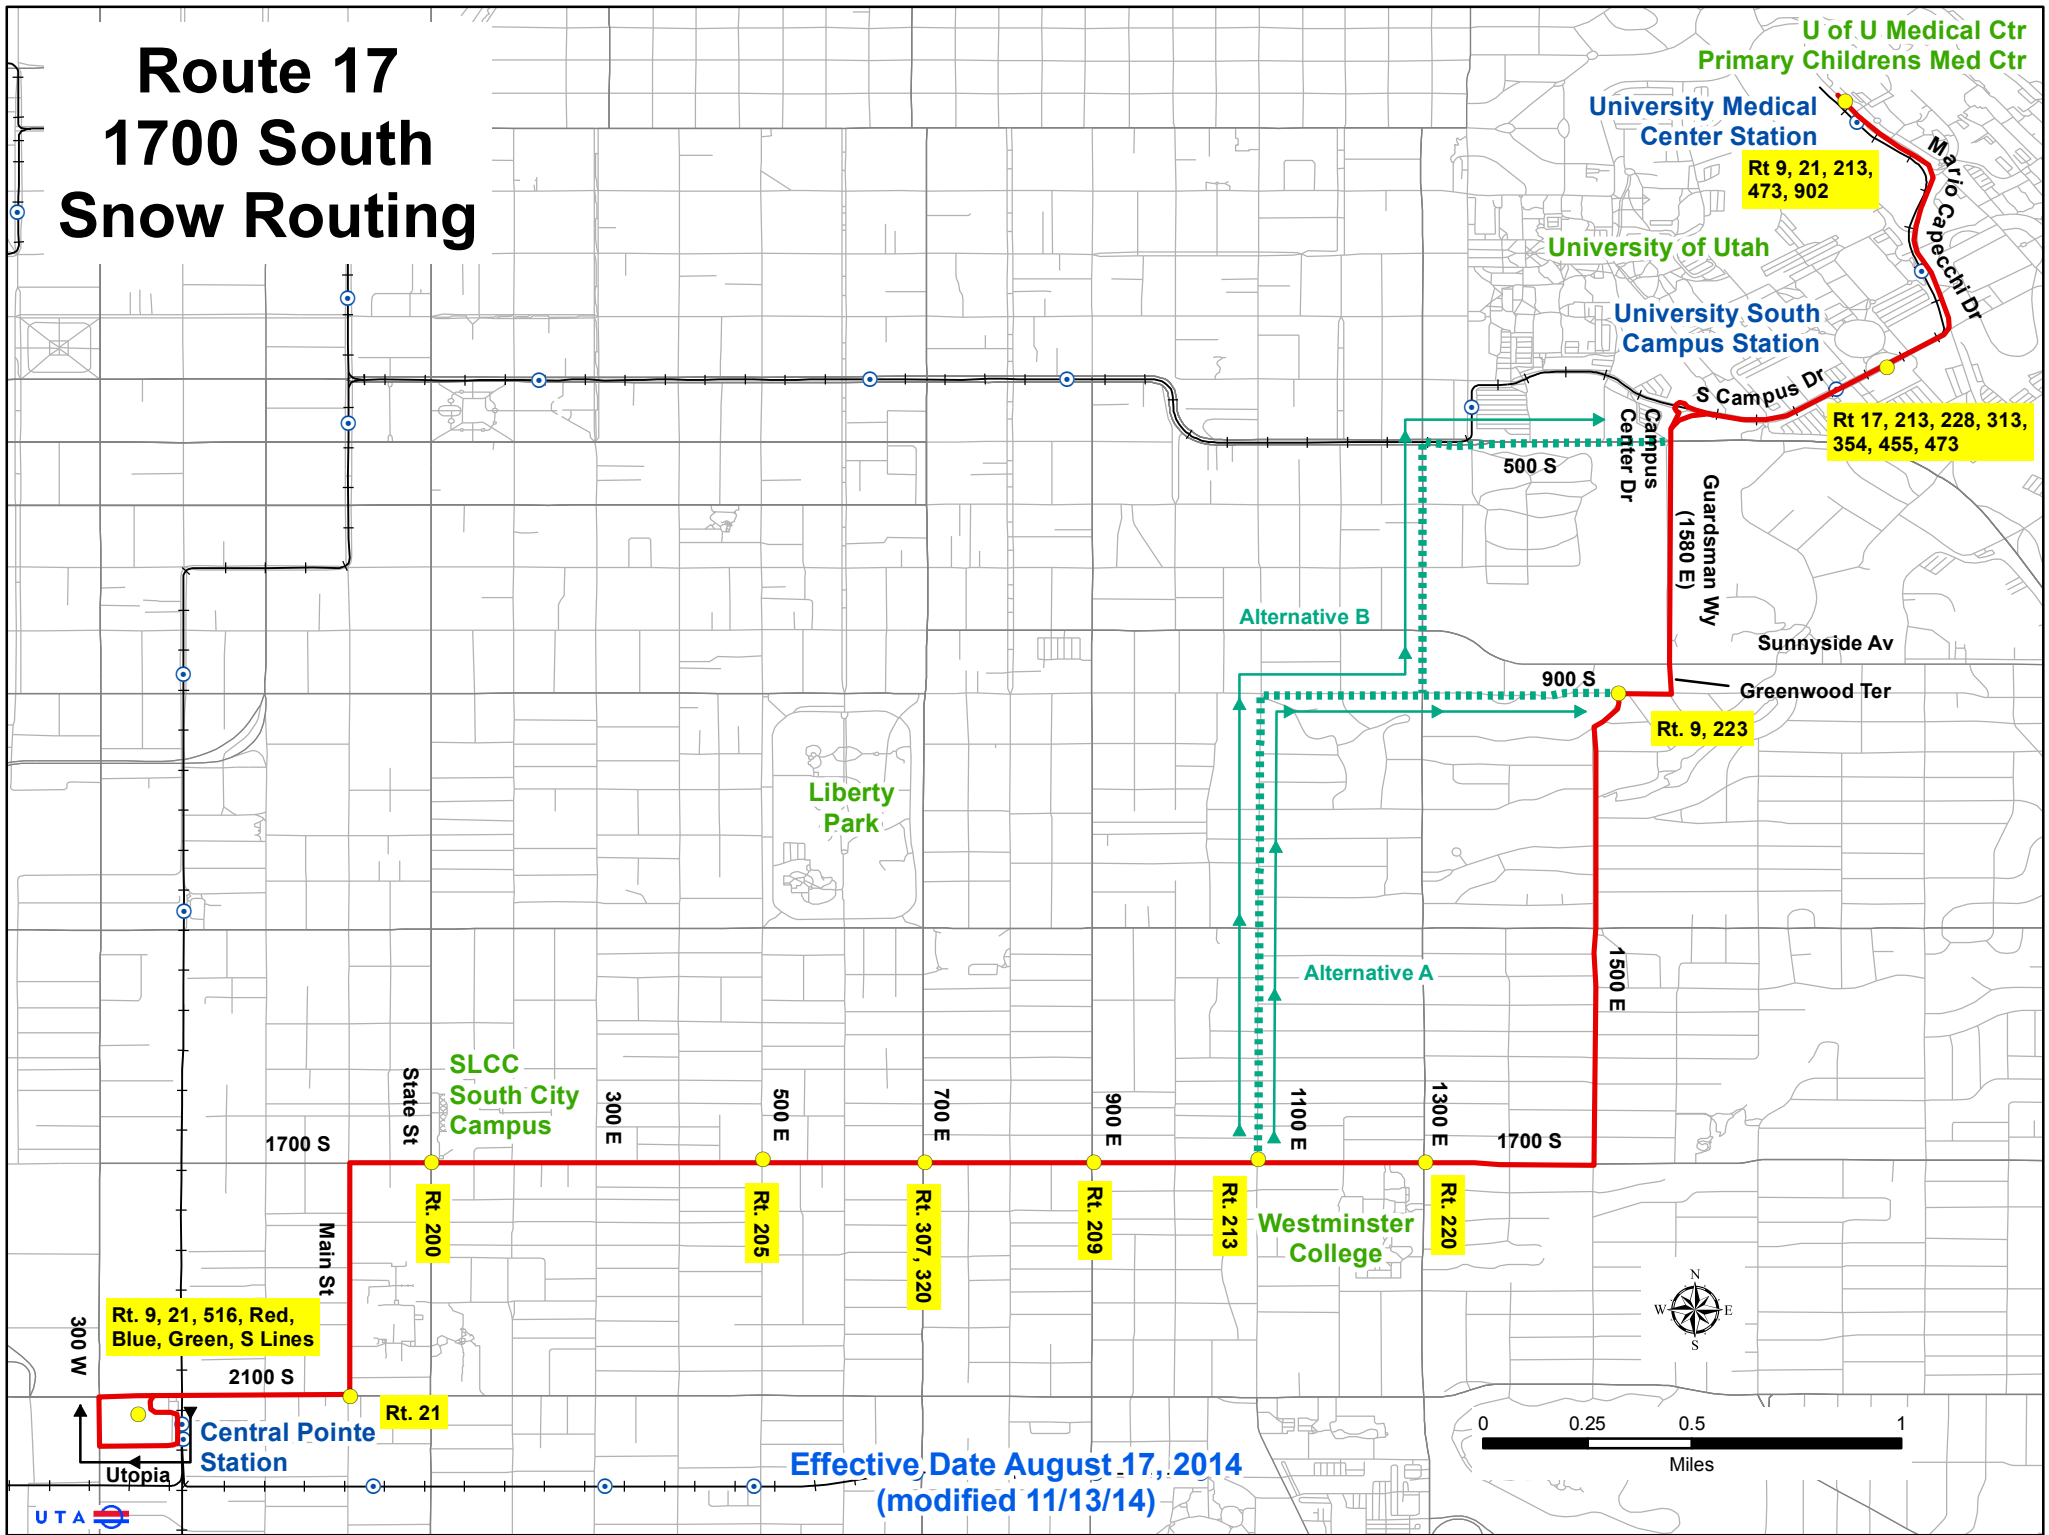 Route 17
1700 South
Snow Routing
U of U Medical Ctr
Primary Childrens Med Ctr
University Medical
Center Station
Rt 9, 21, 213,
473, 902
Mario Capecchi Dr
University of Utah
University South
Campus Station
S Campus Dr
Rt 17, 213, 228, 313,
354, 455, 473
Campus
Center Dr
500 S
Guardsman Wy
(1580 E)
Alternative B
Sunnyside Av
900 S
Greenwood Ter
Rt. 9, 223
Liberty
Park
Alternative A
1500 E
SLCC
South City
Campus
State St
300 E
500 E
700 E
900 E
1100 E
1300 E
1700 S
1700 S
Rt. 200
Rt. 205
Rt. 307, 320
Rt. 209
Rt. 213
Westminster
College
Rt. 220
Main St
N
W
E
S
Rt. 9, 21, 516, Red,
Blue, Green, S Lines
300 W
2100 S
Rt. 21
Central Pointe
Station
Utopia
0 0.25 0.5 1
Miles
Effective Date August 17, 2014
(modified 11/13/14)
UTA